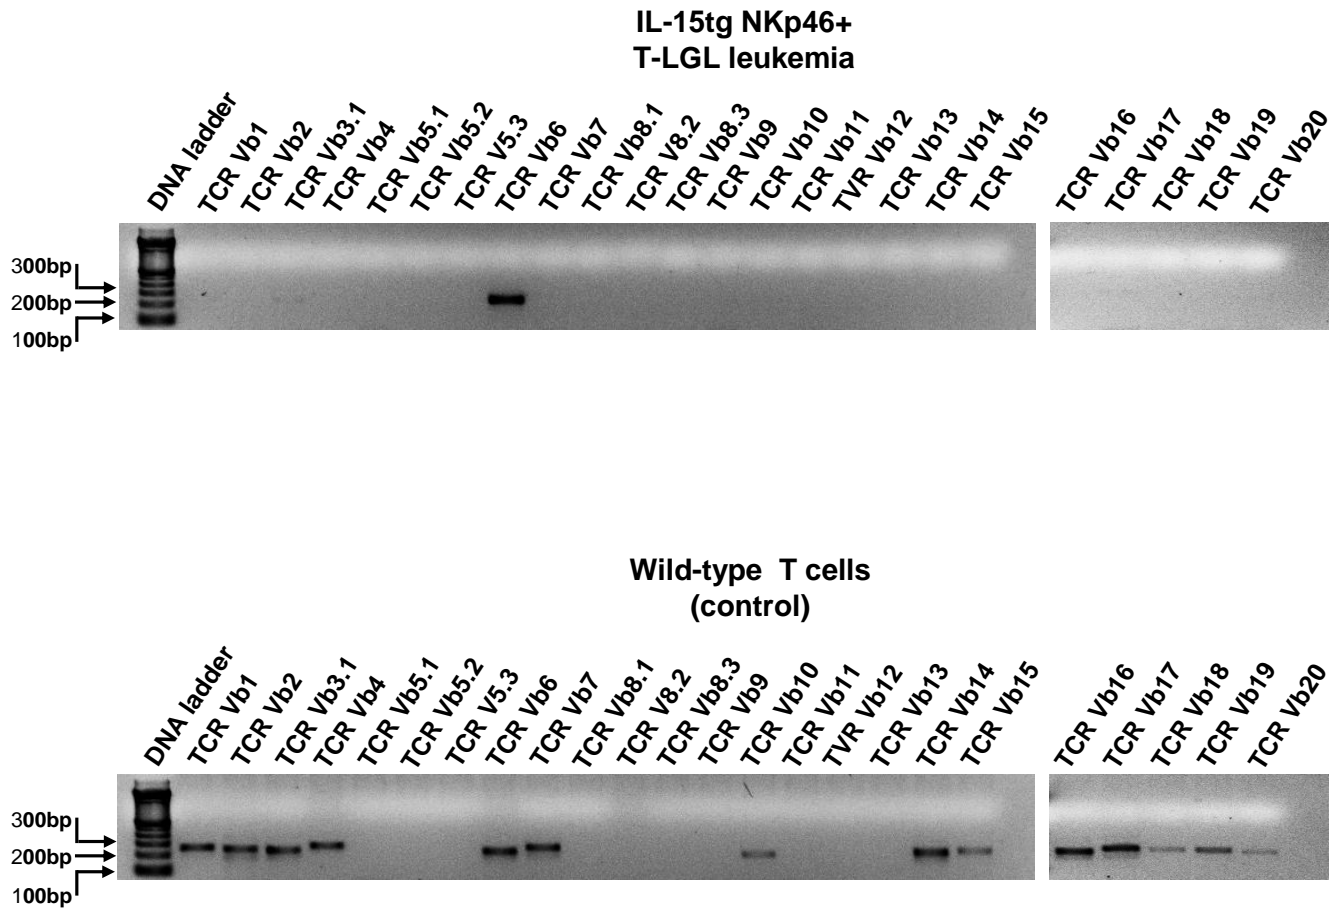 IL-15tg NKp46+
T-LGL leukemia
DNA ladder
TCR Vb1
TCR Vb2
TCR Vb3.1
TCR Vb4
TCR Vb5.1
TCR Vb5.2
TCR V5.3
TCR Vb6
TCR Vb7
TCR Vb8.1
TCR V8.2
TCR Vb8.3
TCR Vb9
TCR Vb10
TCR Vb11
TVR Vb12
TCR Vb13
TCR Vb14
TCR Vb15
TCR Vb16
TCR Vb17
TCR Vb18
TCR Vb19
TCR Vb20
300bp
200bp
100bp
Wild-type T cells
(control)
DNA ladder
TCR Vb1
TCR Vb2
TCR Vb3.1
TCR Vb4
TCR Vb5.1
TCR Vb5.2
TCR V5.3
TCR Vb6
TCR Vb7
TCR Vb8.1
TCR V8.2
TCR Vb8.3
TCR Vb9
TCR Vb10
TCR Vb11
TVR Vb12
TCR Vb13
TCR Vb14
TCR Vb15
TCR Vb16
TCR Vb17
TCR Vb18
TCR Vb19
TCR Vb20
300bp
200bp
100bp